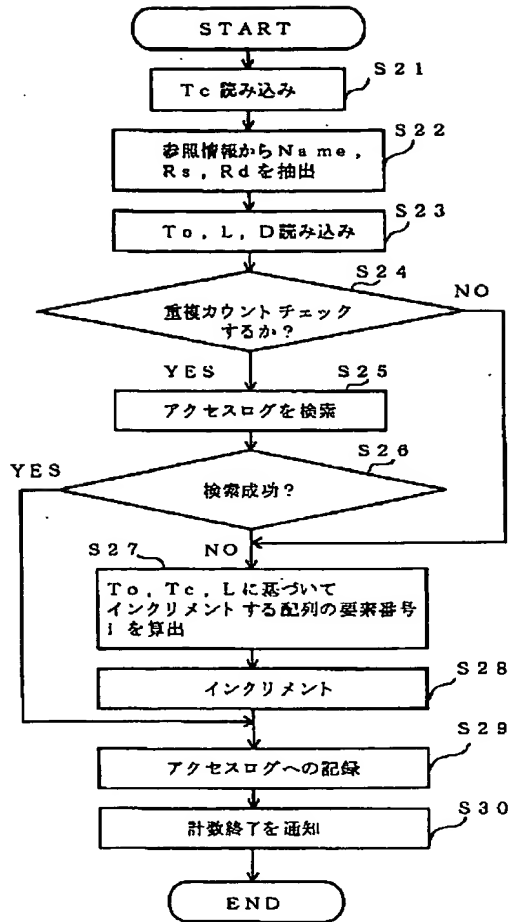 START
S21
Tc読み込み
S22
参照情報からName,
Rs, Rdを抽出
S23
To, L, D読み込み
S24
重複カウントチェック
するか?
NO
YES
S25
アクセスログを検索
S26
YES
検索成功?
S27
NO
To, Tc, Lに基づいて
インクリメントする配列の要素番号
iを算出
S28
インクリメント
S29
アクセスログへの記録
S30
計数終了を通知
END